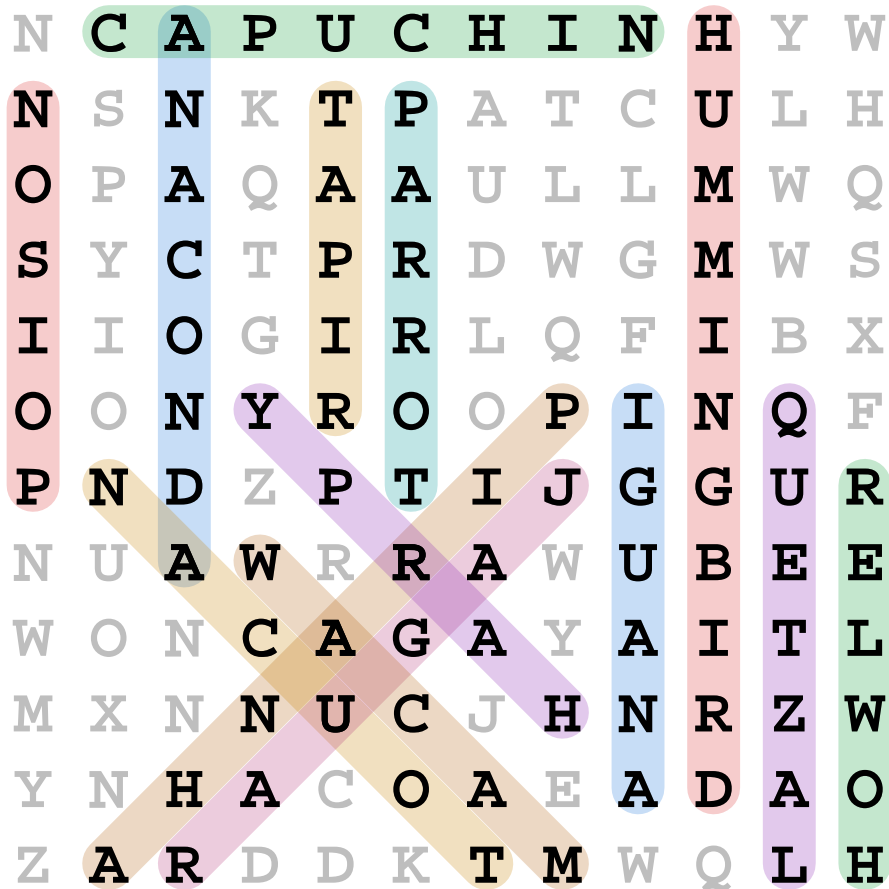 N C A P U C H I N H Y W
N S N K T P A T C U L H
O P A Q A A U L L M W Q
S Y C T P R D W G M W S
I I O G I R L Q F I B X
O O N Y R O O P I N Q F
P N D Z P T I J G G U R
N U A W R R A W U B E E
W O N C A G A Y A I T L
M X N N U C J H N R Z W
Y N H A C O A E A D A O
Z A R D D K T M W Q L H